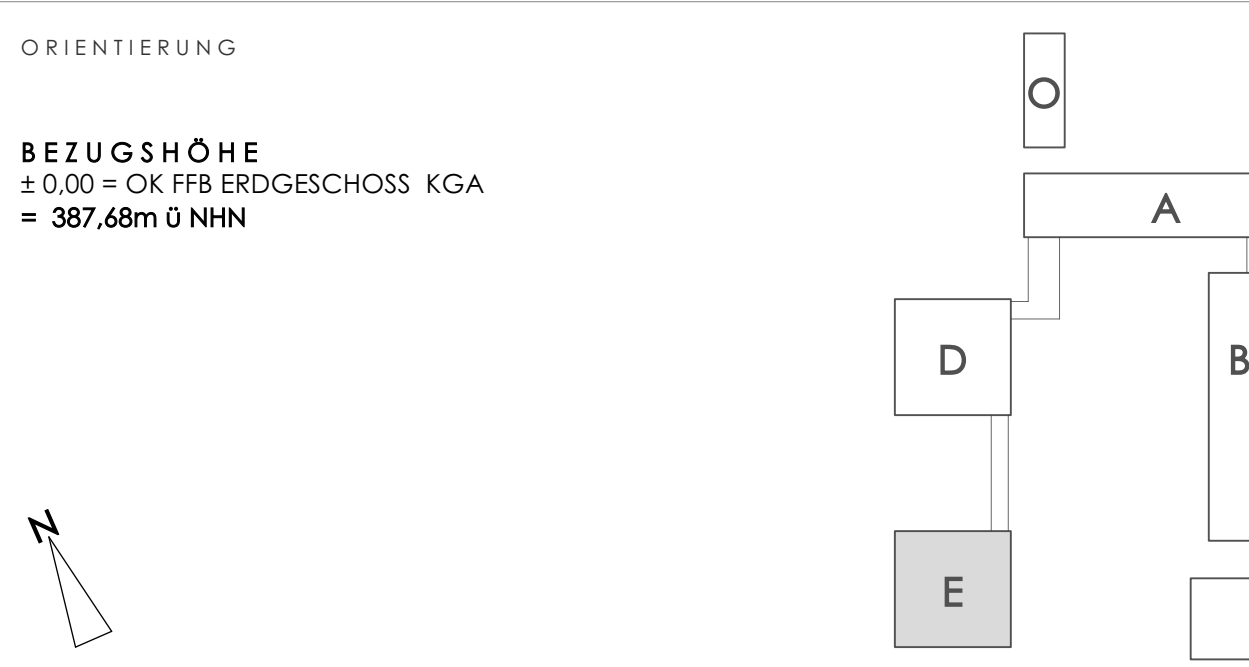 ORIENTIERUNG
BEZUGSHÖHE
± 0,00 = OK FFB ERDGESCHOSS KGA
= 387,68m ü NHN
O
A
D
B
E
N